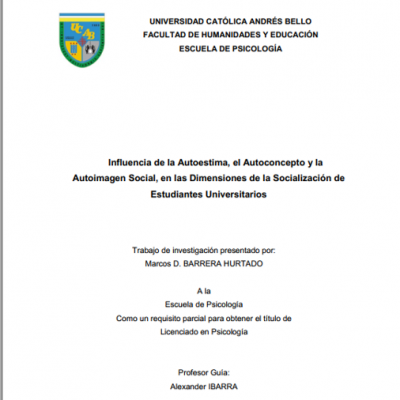 UCAB
UNIVERSIDAD CATÓLICA ANDRÉS BELLO
FACULTAD DE HUMANIDADES Y EDUCACIÓN
ESCUELA DE PSICOLOGÍA
Influencia de la Autoestima, el Autoconcepto y la
Autoimagen Social, en las Dimensiones de la Socialización de
Estudiantes Universitarios
Trabajo de investigación presentado por:
Marcos D. BARRERA HURTADO
A la
Escuela de Psicología
Como un requisito parcial para obtener el título de
Licenciado en Psicología
Profesor Guía:
Alexander IBARRA